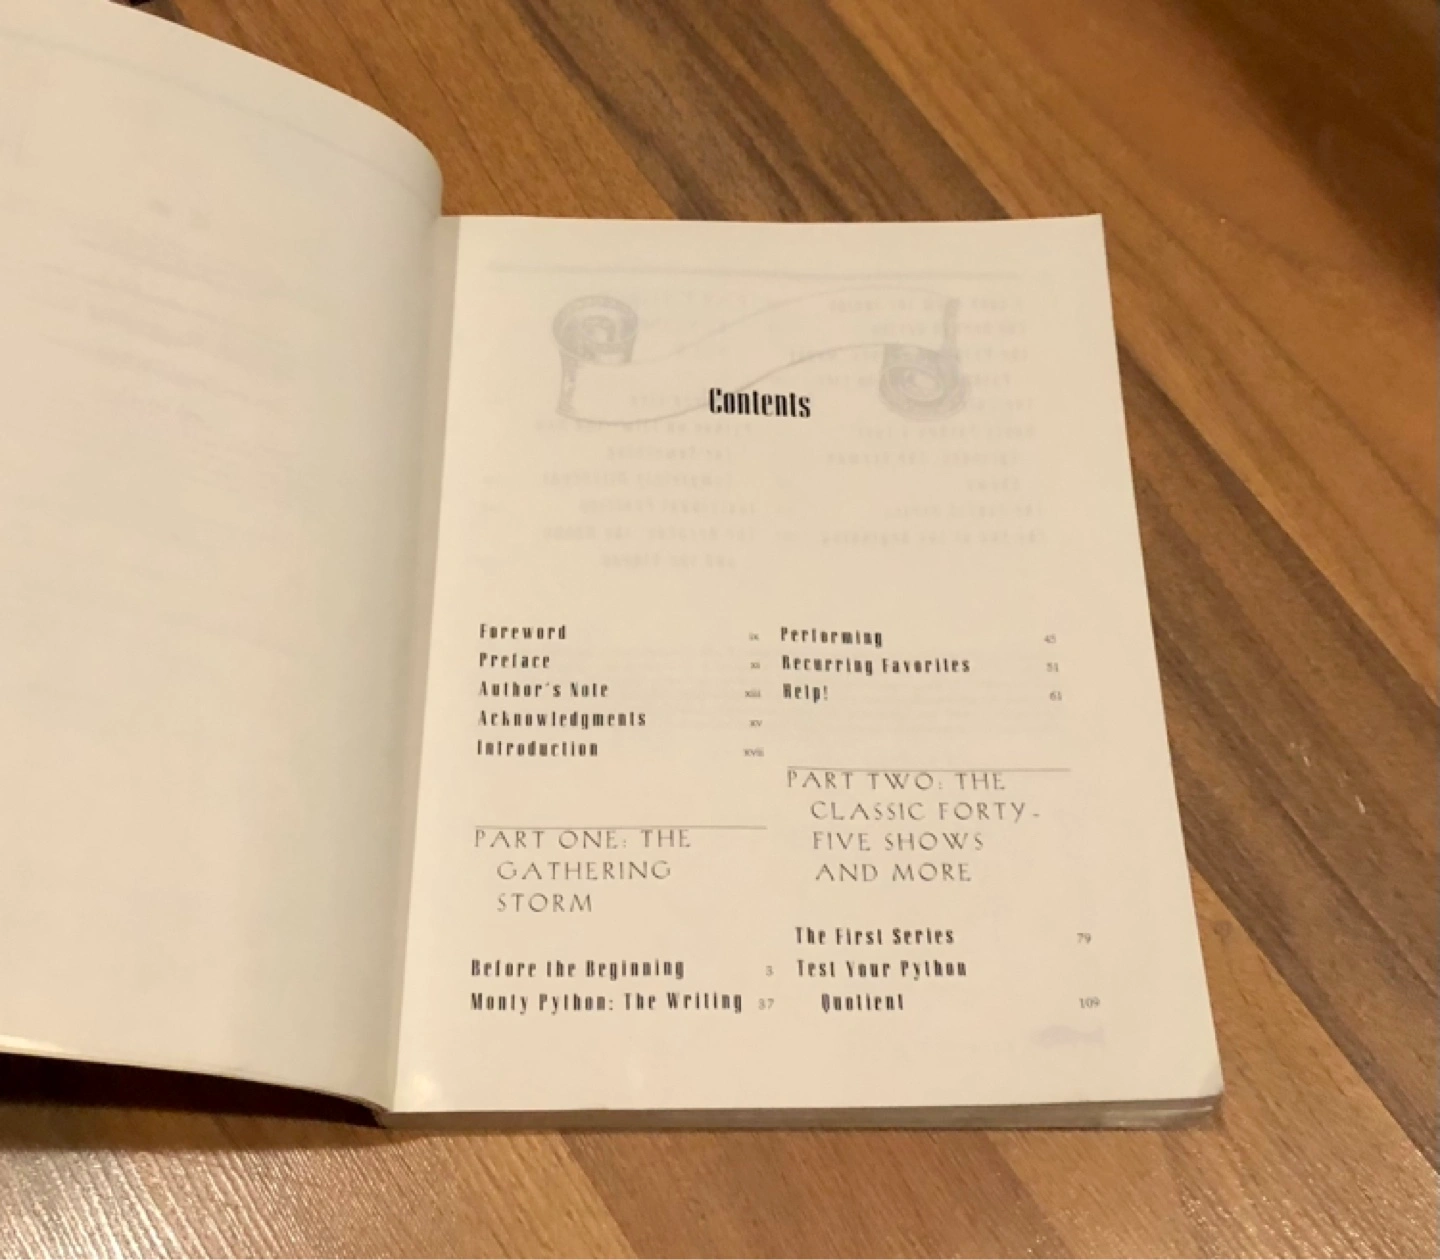 Contents
Foreword ix
Preface xi
Author's Note xiii
Acknowledgments xv
Introduction xvii
PART ONE: THE
GATHERING
STORM
Before the Beginning 3
Monty Python: The Writing 37
Performing 45
Recurring Favorites 51
Help! 61
PART TWO: THE
CLASSIC FORTY-
FIVE SHOWS
AND MORE
The First Series 79
Test Your Python
Quotient 109